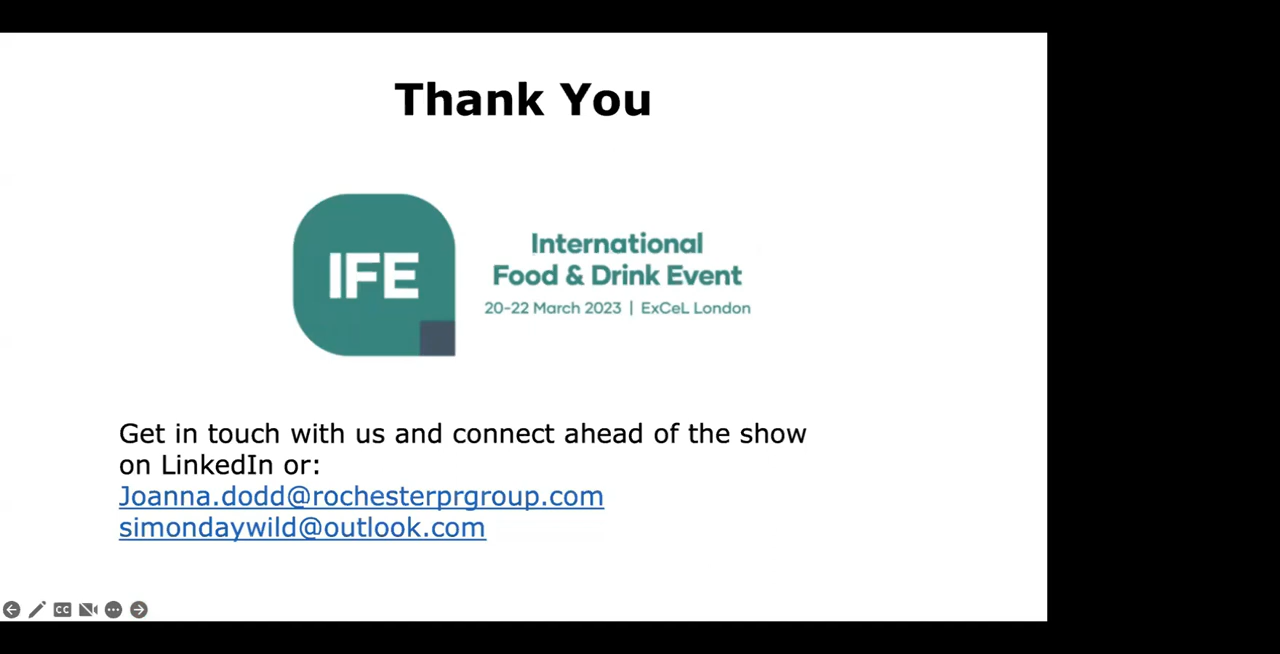 Thank You
IFE
International
Food & Drink Event
20-22 March 2023 | ExCeL London
Get in touch with us and connect ahead of the show
on LinkedIn or:
Joanna.dodd@rochesterprgroup.com
simondaywild@outlook.com
CC